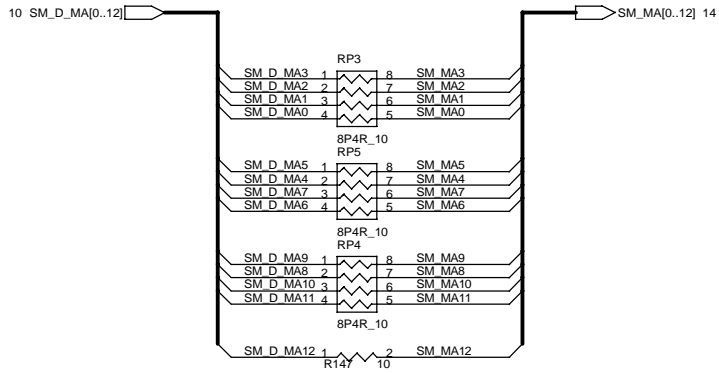 10 SM_D_MA[0..12] SM_MA[0..12] 14
RP3
SM_D_MA3 1 8 SM_MA3
SM_D_MA2 2 7 SM_MA2
SM_D_MA1 3 6 SM_MA1
SM_D_MA0 4 5 SM_MA0
8P4R_10
RP5
SM_D_MA5 1 8 SM_MA5
SM_D_MA4 2 7 SM_MA4
SM_D_MA7 3 6 SM_MA7
SM_D_MA6 4 5 SM_MA6
8P4R_10
RP4
SM_D_MA9 1 8 SM_MA9
SM_D_MA8 2 7 SM_MA8
SM_D_MA10 3 6 SM_MA10
SM_D_MA11 4 5 SM_MA11
8P4R_10
SM_D_MA12 1 2 SM_MA12
R147 10